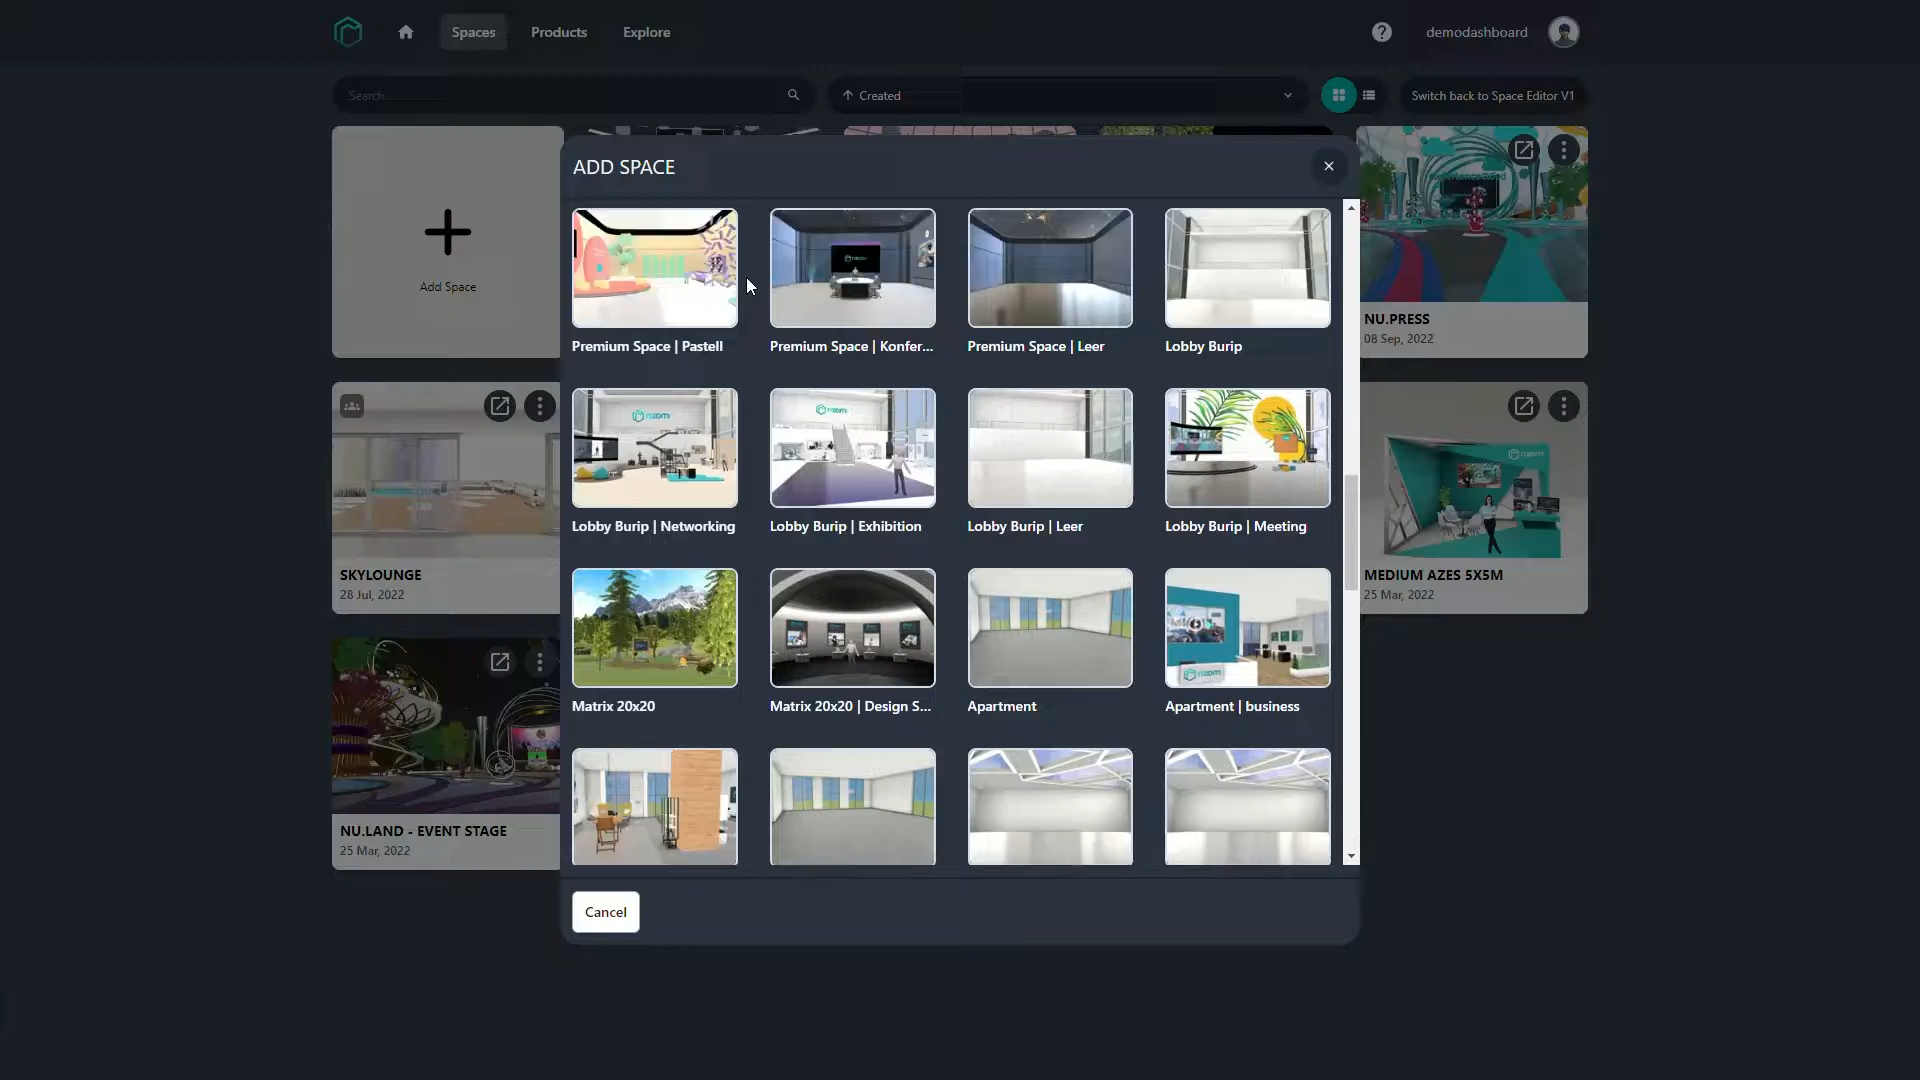 Spaces
Products
Explore
demodashboard
Search
Created
Switch back to Space Editor V1
Add Space
ADD SPACE
Premium Space | Pastell
Premium Space | Konfer...
Premium Space | Leer
Lobby Burip
Lobby Burip | Networking
Lobby Burip | Exhibition
Lobby Burip | Leer
Lobby Burip | Meeting
Matrix 20x20
Matrix 20x20 | Design S...
Apartment
Apartment | business
Cancel
NU.PRESS
08 Sep, 2022
SKYLOUNGE
28 Jul, 2022
MEDIUM AZES 5X5M
25 Mar, 2022
NU.LAND - EVENT STAGE
25 Mar, 2022